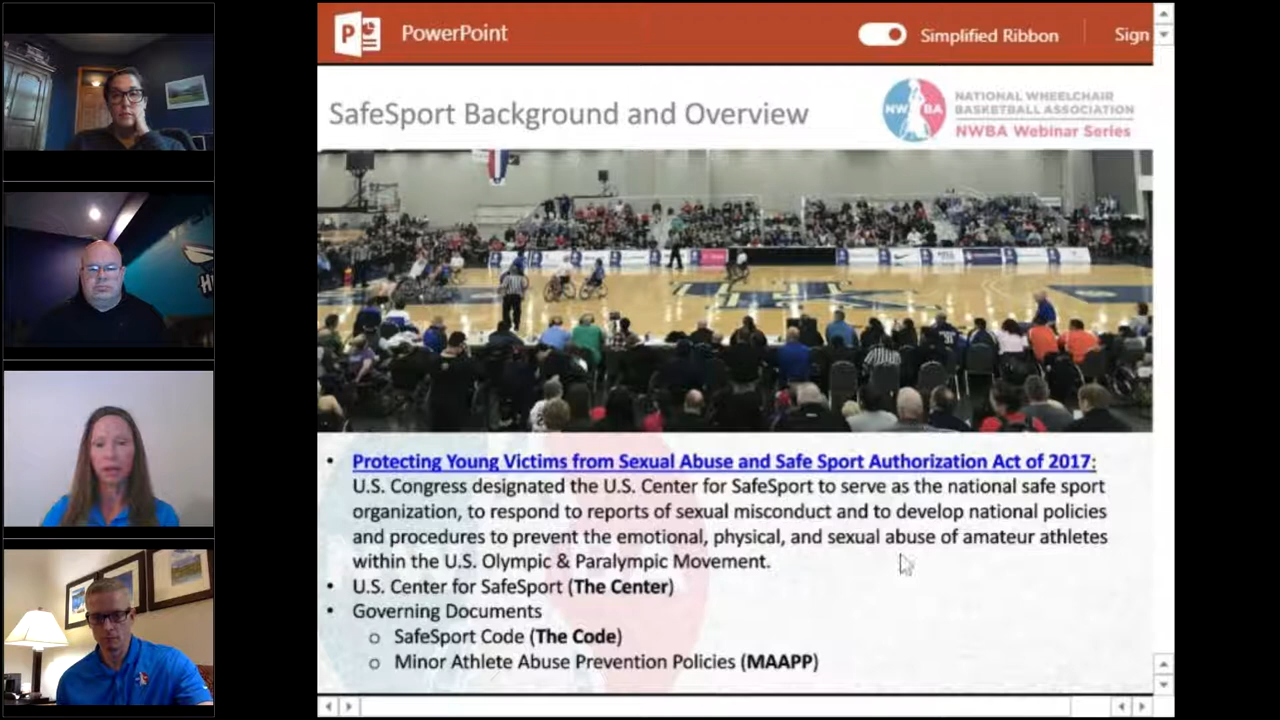 PowerPoint
Simplified Ribbon
Sign
SafeSport Background and Overview
NWBA
NATIONAL WHEELCHAIR
BASKETBALL ASSOCIATION
NWBA Webinar Series
• Protecting Young Victims from Sexual Abuse and Safe Sport Authorization Act of 2017:
U.S. Congress designated the U.S. Center for SafeSport to serve as the national safe sport
organization, to respond to reports of sexual misconduct and to develop national policies
and procedures to prevent the emotional, physical, and sexual abuse of amateur athletes
within the U.S. Olympic & Paralympic Movement.
• U.S. Center for SafeSport (The Center)
• Governing Documents
o SafeSport Code (The Code)
o Minor Athlete Abuse Prevention Policies (MAAPP)